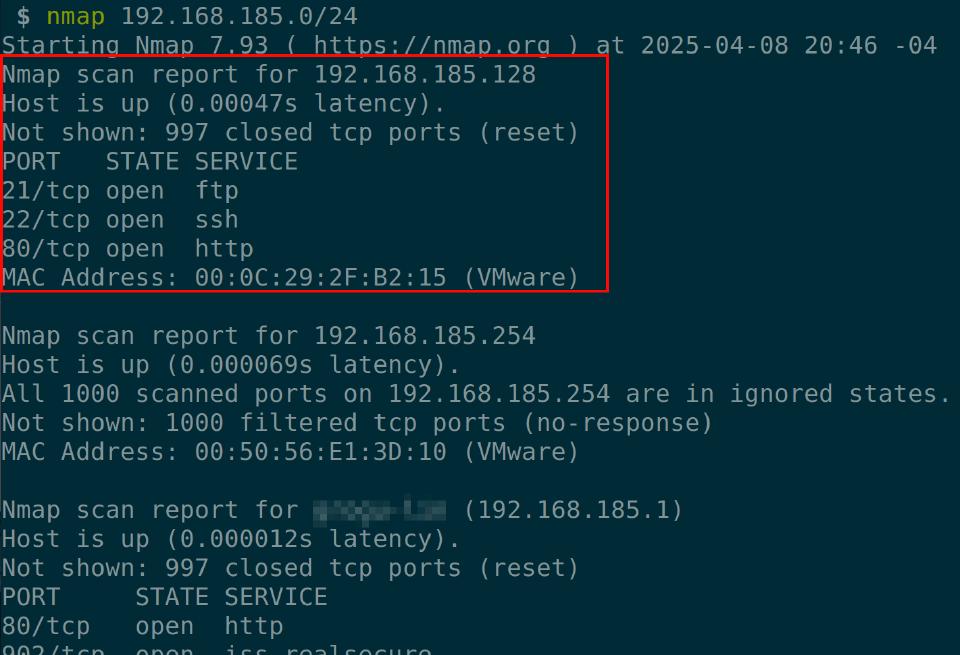 $ nmap 192.168.185.0/24
Starting Nmap 7.93 ( https://nmap.org ) at 2025-04-08 20:46 -04
Nmap scan report for 192.168.185.128
Host is up (0.00047s latency).
Not shown: 997 closed tcp ports (reset)
PORT   STATE SERVICE
21/tcp open  ftp
22/tcp open  ssh
80/tcp open  http
MAC Address: 00:0C:29:2F:B2:15 (VMware)
Nmap scan report for 192.168.185.254
Host is up (0.000069s latency).
All 1000 scanned ports on 192.168.185.254 are in ignored states.
Not shown: 1000 filtered tcp ports (no-response)
MAC Address: 00:50:56:E1:3D:10 (VMware)
Nmap scan report for (192.168.185.1)
Host is up (0.000012s latency).
Not shown: 997 closed tcp ports (reset)
PORT     STATE SERVICE
80/tcp   open  http
902/tcp  open  iss-realsecure